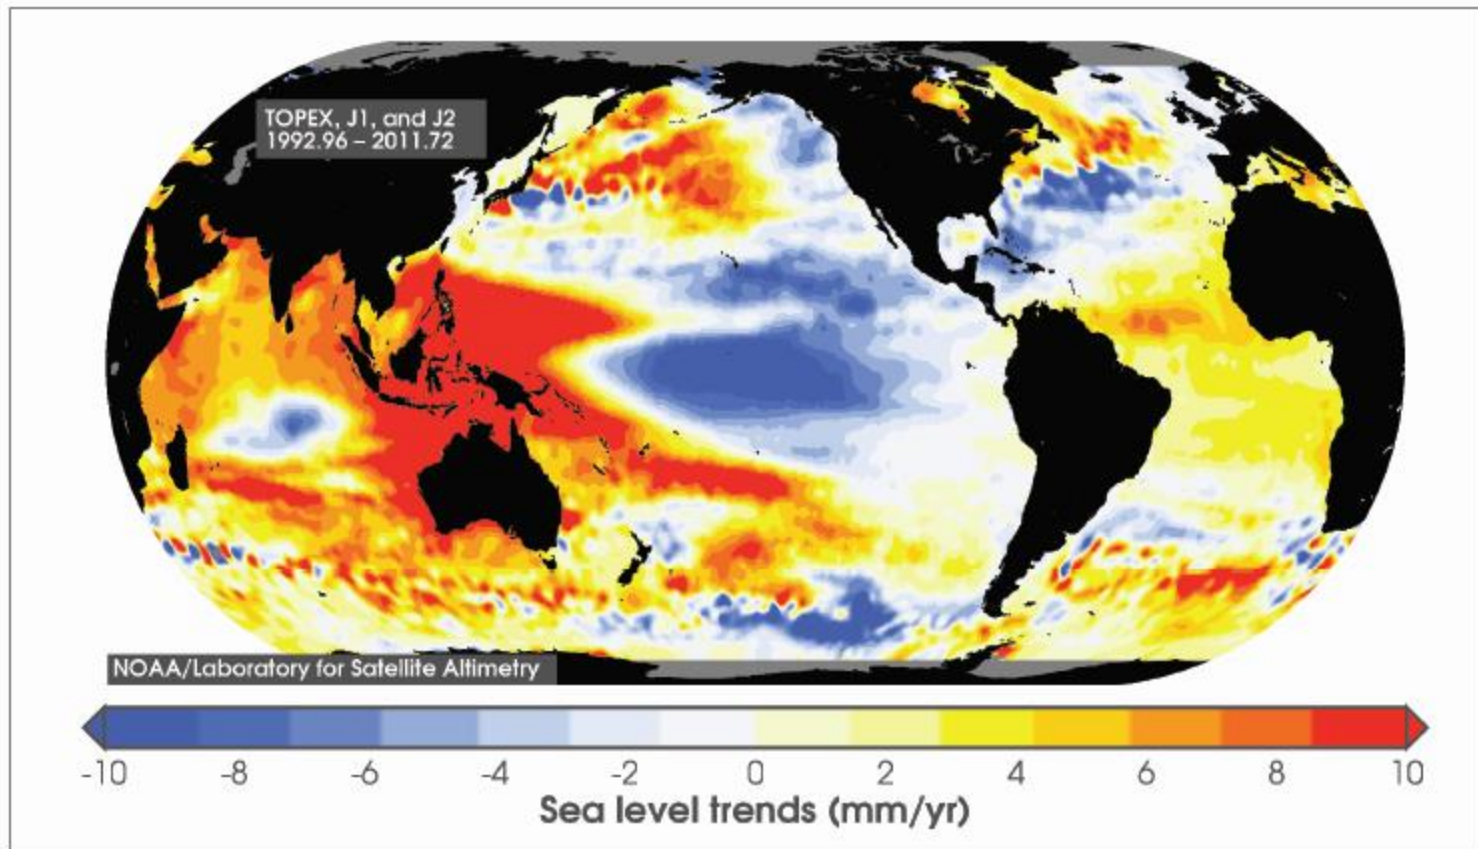 TOPEX, J1, and J2
1992.96 – 2011.72
NOAA/Laboratory for Satellite Altimetry
-10 -8 -6 -4 -2 0 2 4 6 8 10
Sea level trends (mm/yr)